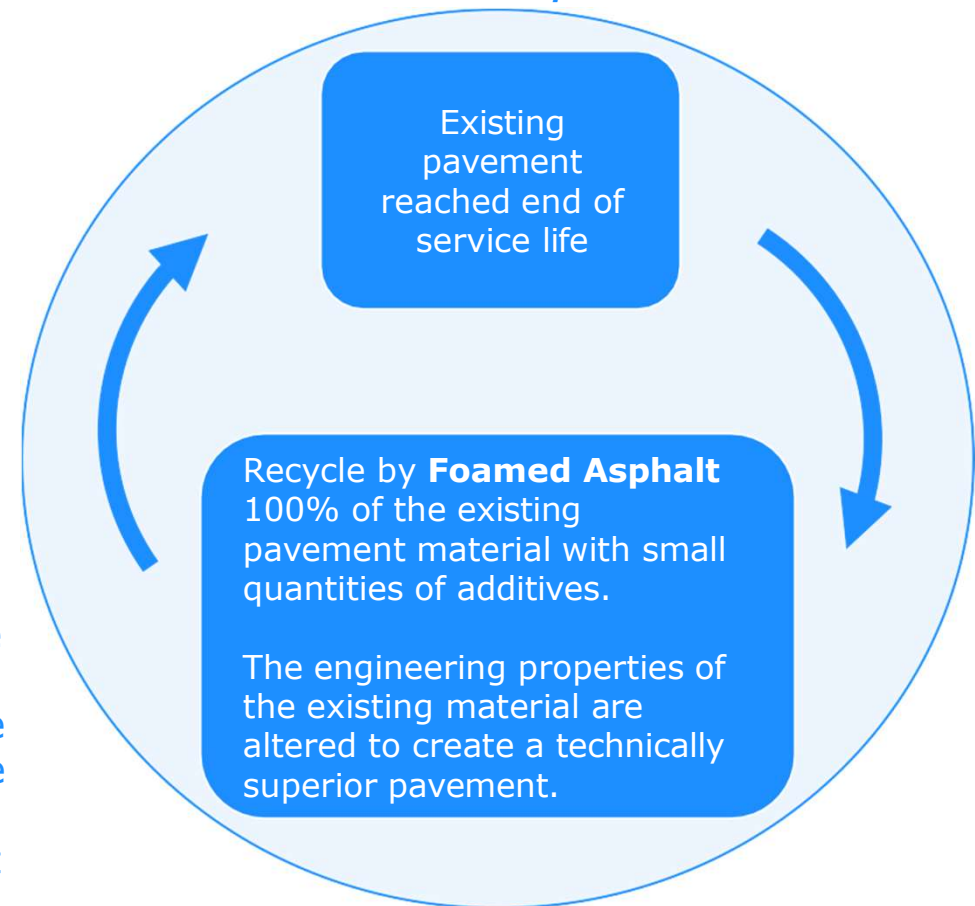 Existing
pavement
reached end of
service life
Recycle by Foamed Asphalt
100% of the existing
pavement material with small
quantities of additives.
The engineering properties of
the existing material are
altered to create a technically
superior pavement.